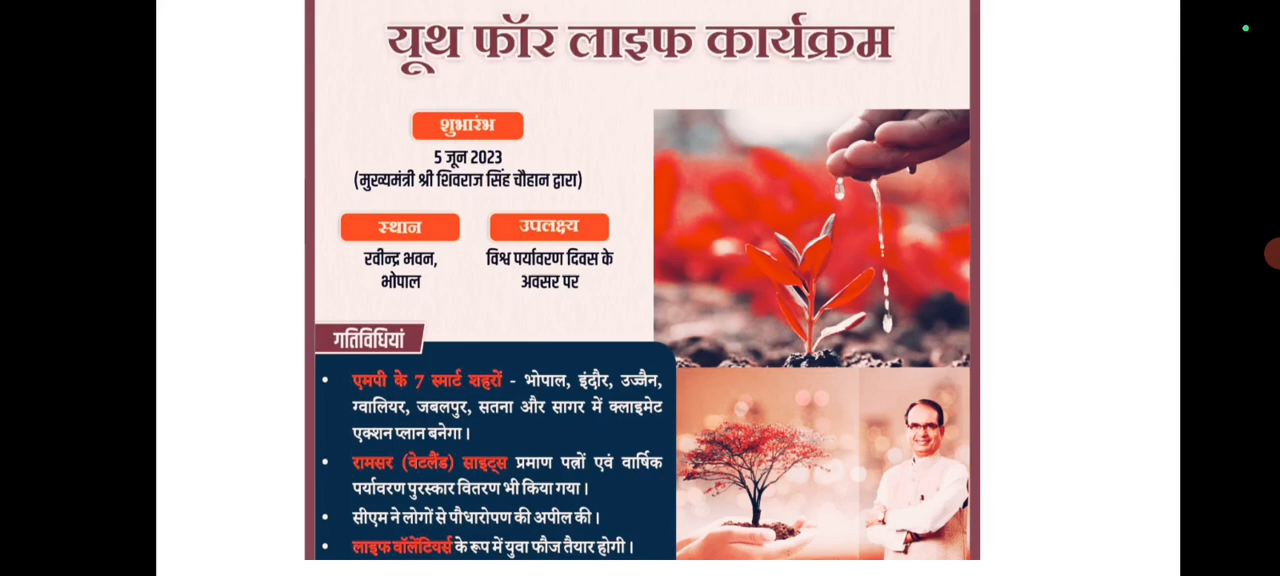 यूथ फॉर लाइफ कार्यक्रम
शुभारंभ
5 जून 2023
(मुख्यमंत्री श्री शिवराज सिंह चौहान द्वारा)
स्थान
रवीन्द्र भवन,
भोपाल
उपलक्ष्य
विश्व पर्यावरण दिवस के
अवसर पर
गतिविधियां
• एमपी के 7 स्मार्ट शहरों - भोपाल, इंदौर, उज्जैन,
ग्वालियर, जबलपुर, सतना और सागर में क्लाइमेट
एक्शन प्लान बनेगा।
• रामसर (वेटलैंड) साइट्स प्रमाण पत्रों एवं वार्षिक
पर्यावरण पुरस्कार वितरण भी किया गया।
• सीएम ने लोगों से पौधारोपण की अपील की।
• लाइफ वॉलेंटियर्स के रूप में युवा फौज तैयार होगी।